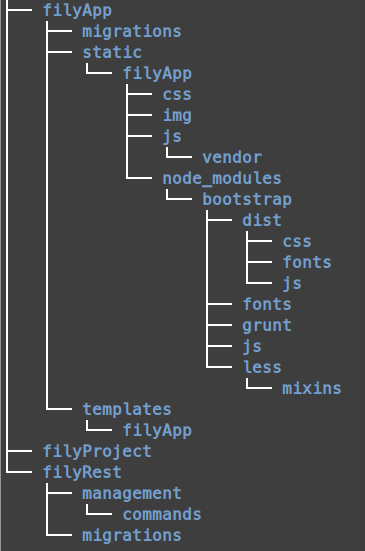 filyApp
migrations
static
filyApp
css
img
js
vendor
node_modules
bootstrap
dist
css
fonts
js
fonts
grunt
js
less
mixins
templates
filyApp
filyProject
filyRest
management
commands
migrations